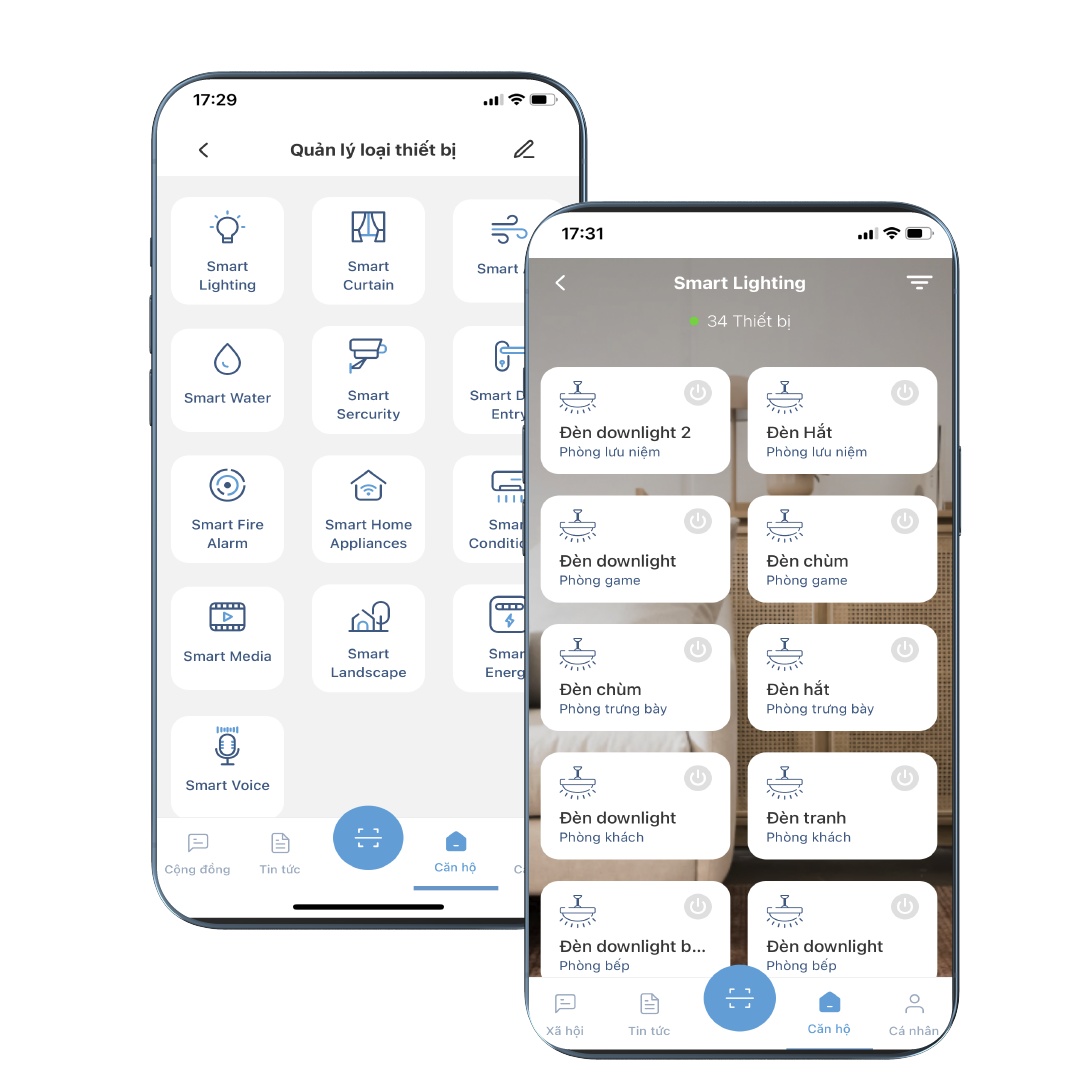 17:29
Quản lý loại thiết bị
Smart
Lighting
Smart
Curtain
Smart
Smart Water
Smart
Sercurity
Smart
Entry
Smart Fire
Alarm
Smart Home
Appliances
Smart Media
Smart
Landscape
Smart Voice
Cộng đồng
Tin tức
Căn hộ
17:31
Smart Lighting
34 Thiết bị
Đèn downlight 2
Phòng lưu niệm
Đèn Hắt
Phòng lưu niệm
Đèn downlight
Phòng game
Đèn chùm
Phòng game
Đèn chùm
Phòng trưng bày
Đèn hắt
Phòng trưng bày
Đèn downlight
Phòng khách
Đèn tranh
Phòng khách
Đèn downlight b...
Phòng bếp
Đèn downlight
Phòng bếp
Xã hội
Tin tức
Căn hộ
Cá nhân